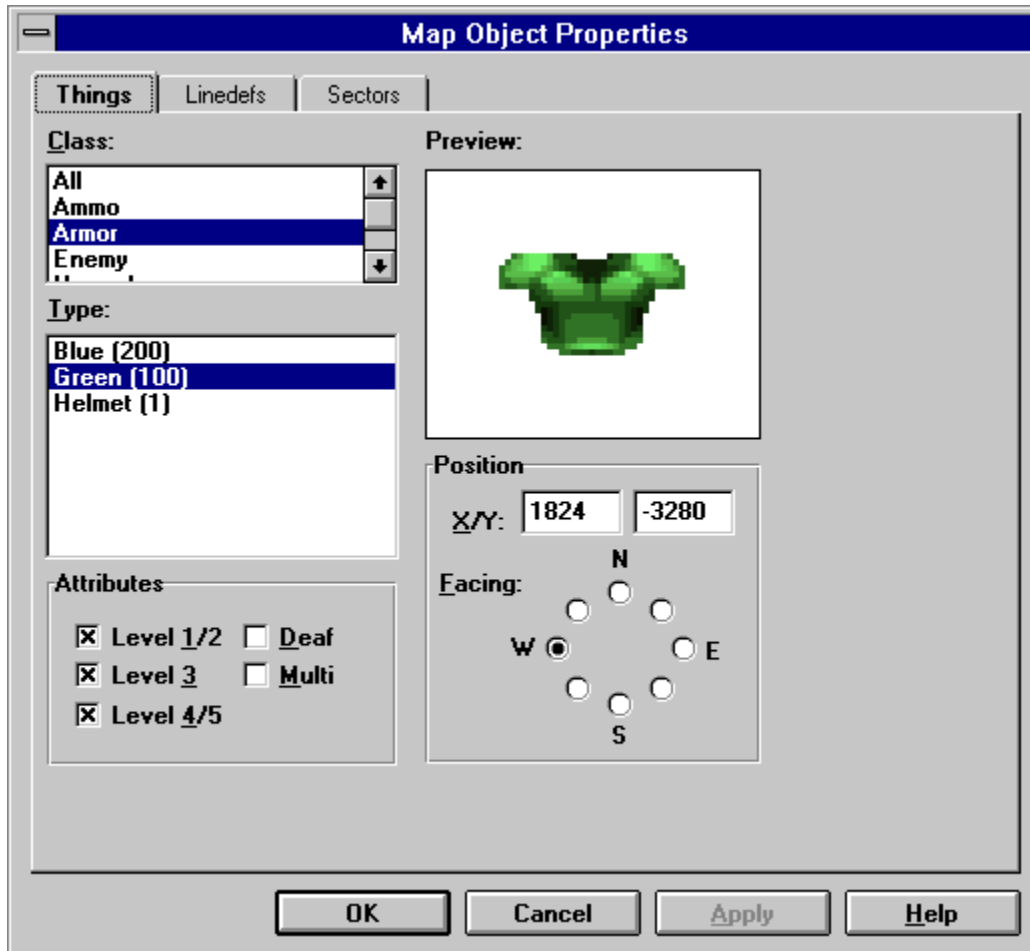 Map Object Properties
Things Linedefs Sectors
Class:
All
Ammo
Armor
Enemy
Type:
Blue (200)
Green (100)
Helmet (1)
Attributes
Level 1/2 Deaf
Level 3 Multi
Level 4/5
Preview:
Position
X/Y: 1824 -3280
Facing:
N
W E
S
OK Cancel Apply Help